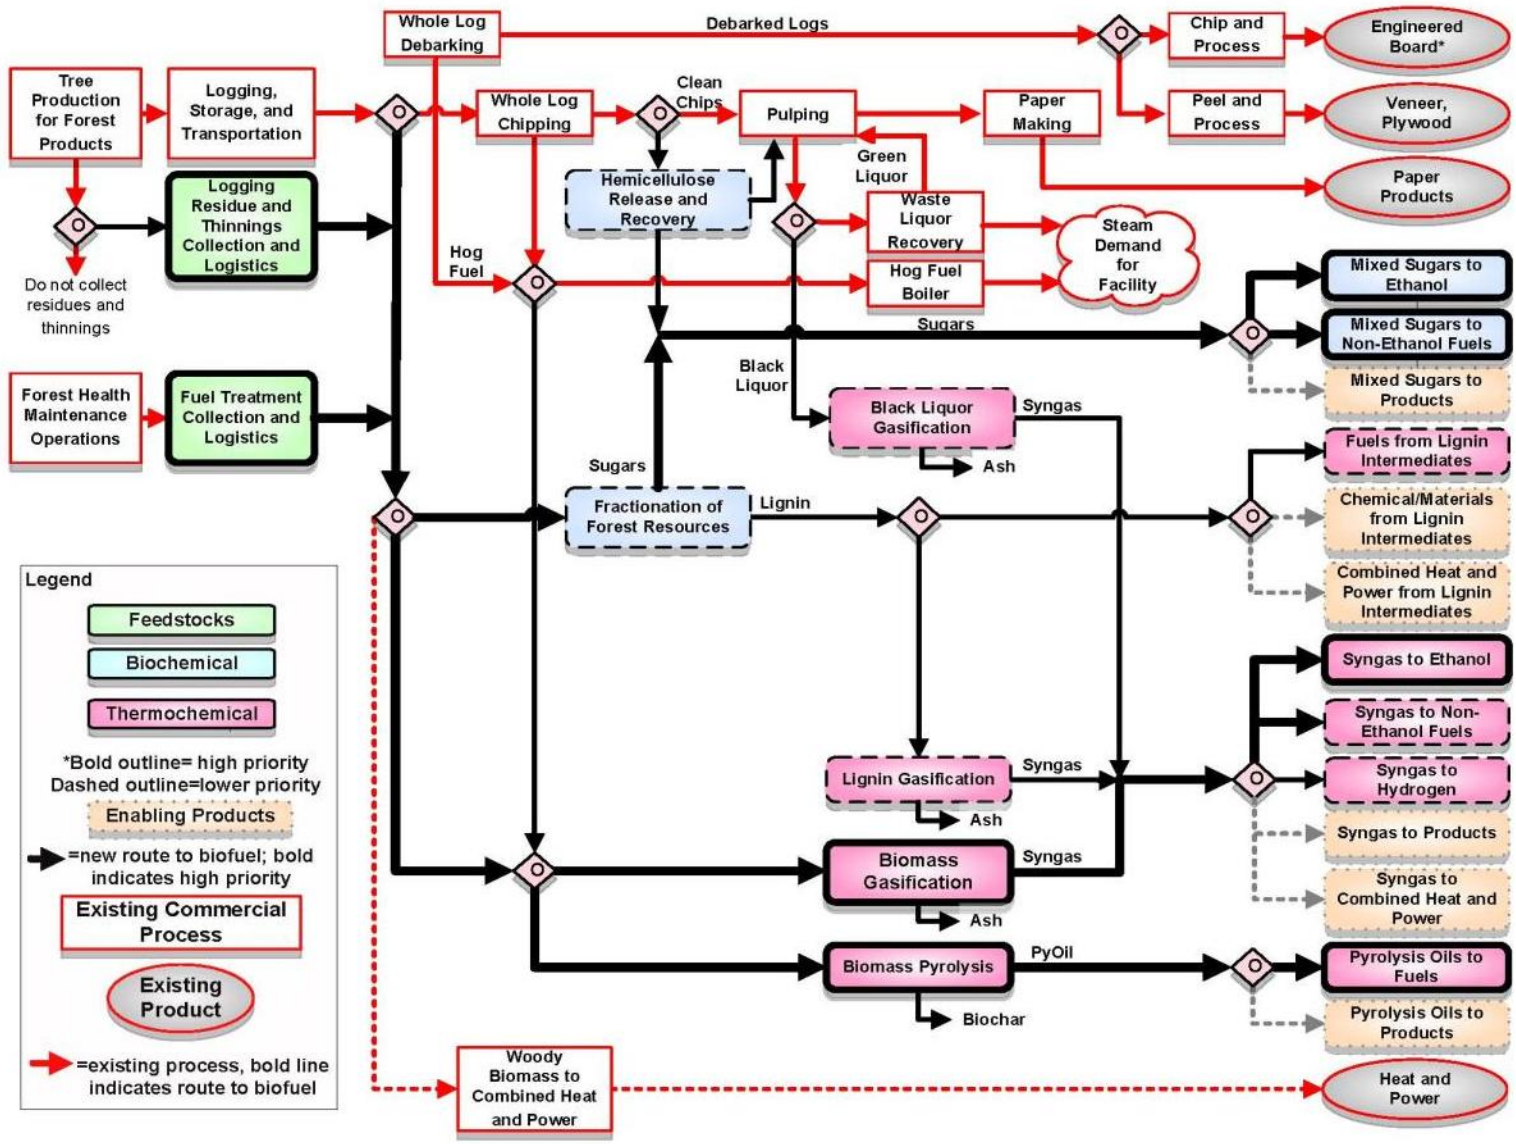 Whole Log
Debarking
Debarked Logs
O
Chip and
Process
Engineered
Board*
Tree
Production
for Forest
Products
Logging,
Storage, and
Transportation
O
Whole Log
Chipping
O
Clean
Chips
Pulping
Paper
Making
Peel and
Process
Veneer,
Plywood
Green
Liquor
Hemicellulose
Release and
Recovery
Paper
Products
Logging
Residue and
Thinnings
Collection and
Logistics
O
O
Waste
Liquor
Recovery
Steam
Demand
for
Facility
Do not collect
residues and
thinnings
Hog
Fuel
O
Hog Fuel
Boiler
Mixed Sugars to
Ethanol
Sugars
O
Mixed Sugars to
Non-Ethanol Fuels
Black
Liquor
Mixed Sugars to
Products
Forest Health
Maintenance
Operations
Fuel Treatment
Collection and
Logistics
Black Liquor
Gasification
Syngas
Ash
Fuels from Lignin
Intermediates
Sugars
O
Fractionation of
Forest Resources
Lignin
O
O
Chemical/Materials
from Lignin
Intermediates
Combined Heat and
Power from Lignin
Intermediates
Legend
Feedstocks
Biochemical
Thermochemical
*Bold outline= high priority
Dashed outline=lower priority
Enabling Products
=new route to biofuel; bold
indicates high priority
Existing Commercial
Process
Existing
Product
=existing process, bold line
indicates route to biofuel
Syngas to Ethanol
Syngas to Non-
Ethanol Fuels
Lignin Gasification
Syngas
Ash
O
Syngas to
Hydrogen
Syngas to Products
O
Biomass
Gasification
Syngas
Ash
Syngas to
Combined Heat and
Power
Biomass Pyrolysis
PyOil
Biochar
O
Pyrolysis Oils to
Fuels
Pyrolysis Oils to
Products
Woody
Biomass to
Combined Heat
and Power
Heat and
Power